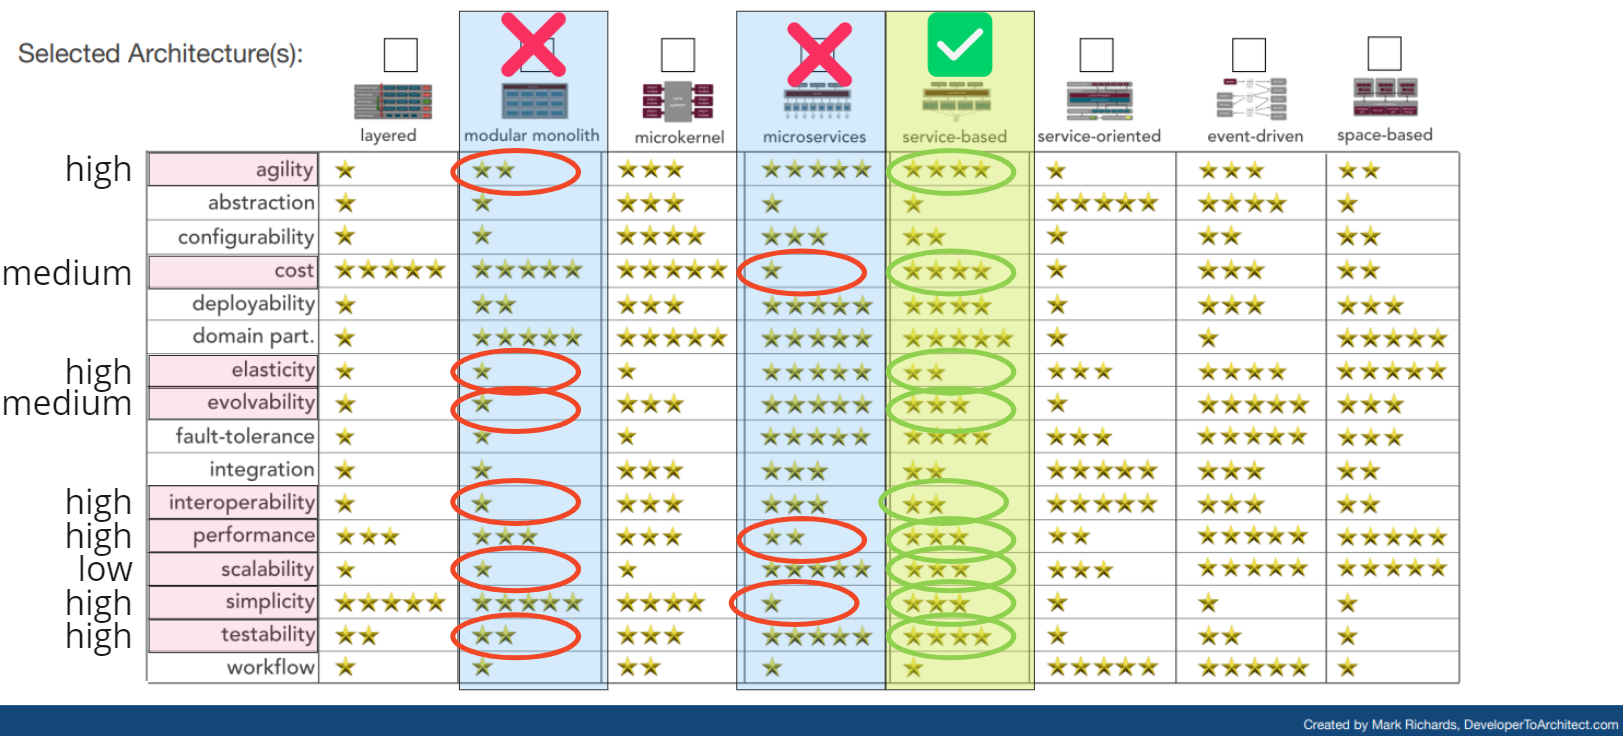 Selected Architecture(s):
layered modular monolith microkernel microservices service-based service-oriented event-driven space-based
high agility
abstraction
configurability
medium cost
deployability
domain part.
high elasticity
medium evolvability
fault-tolerance
integration
high interoperability
high performance
low scalability
high simplicity
high testability
workflow
Created by Mark Richards, DeveloperToArchitect.com